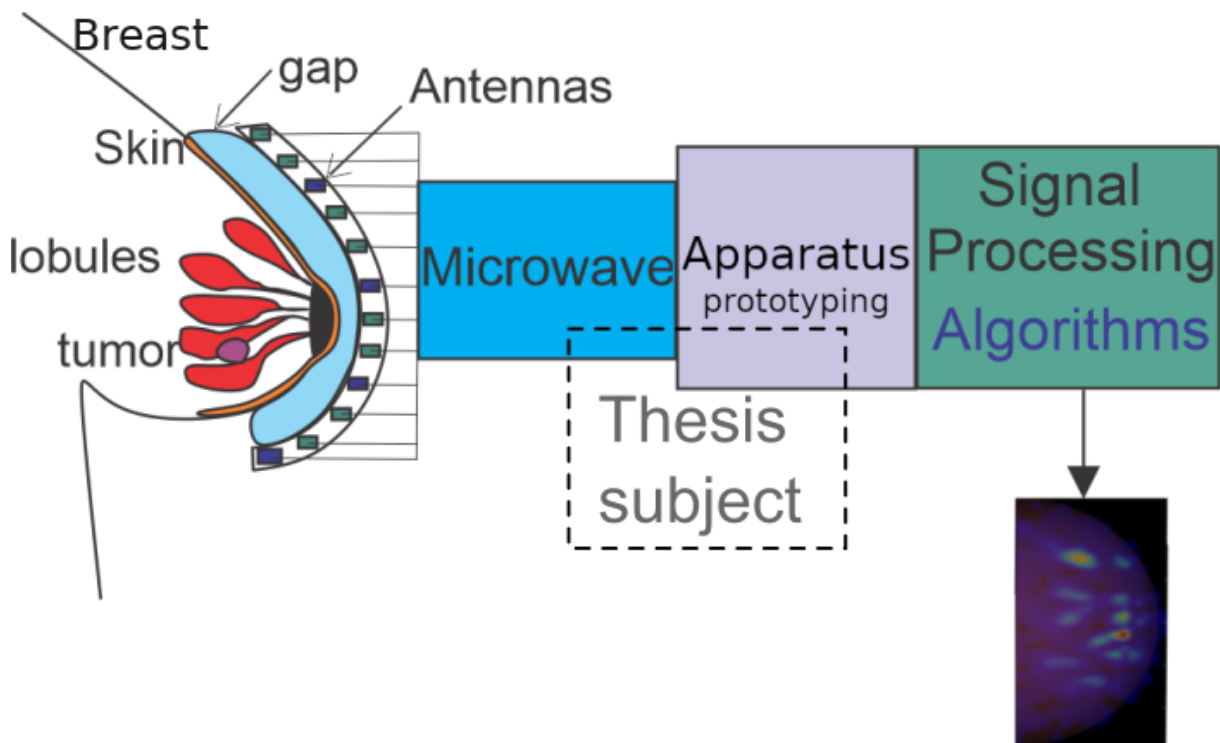 Breast
gap
Antennas
Skin
lobules
tumor
Microwave
Apparatus
prototyping
Signal
Processing
Algorithms
Thesis
subject